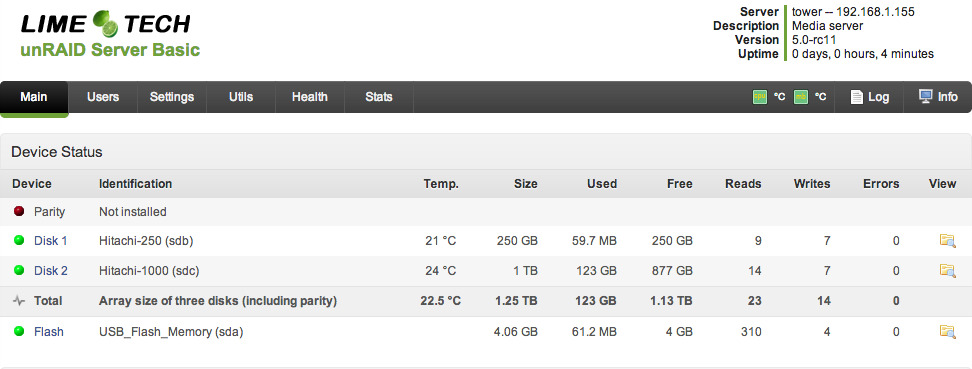 LIME TECH
unRAID Server Basic
Server tower -- 192.168.1.155
Description Media server
Version 5.0-rc11
Uptime 0 days, 0 hours, 4 minutes
Main Users Settings Utils Health Stats cpu °C mb °C Log Info
Device Status
Device Identification Temp. Size Used Free Reads Writes Errors View
Parity Not installed
Disk 1 Hitachi-250 (sdb) 21 °C 250 GB 59.7 MB 250 GB 9 7 0
Disk 2 Hitachi-1000 (sdc) 24 °C 1 TB 123 GB 877 GB 14 7 0
Total Array size of three disks (including parity) 22.5 °C 1.25 TB 123 GB 1.13 TB 23 14 0
Flash USB_Flash_Memory (sda) 4.06 GB 61.2 MB 4 GB 310 4 0